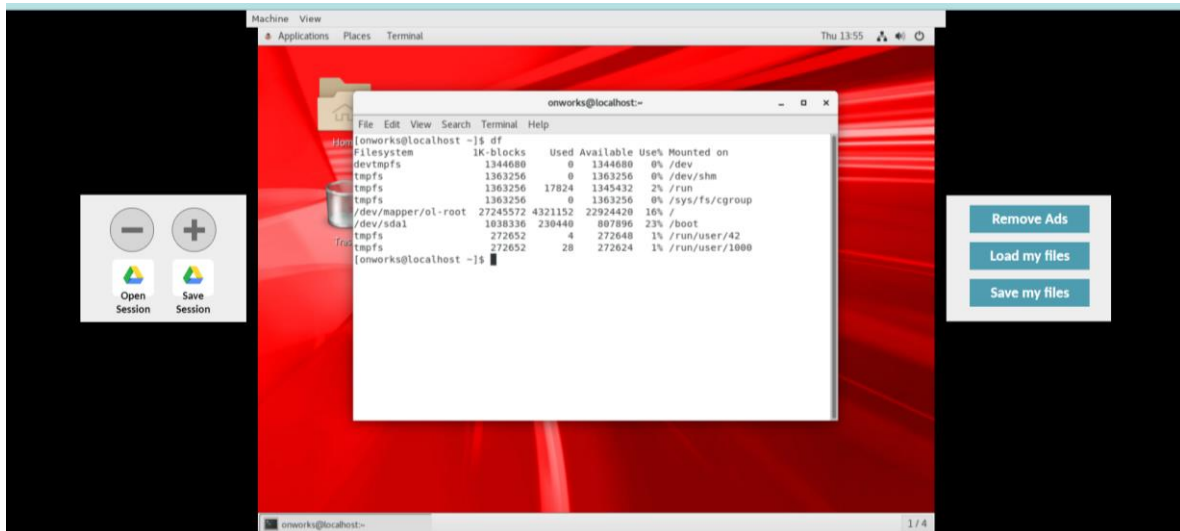 Machine View
Applications Places Terminal Thu 13:55
onworks@localhost:~
File Edit View Search Terminal Help
[onworks@localhost ~]$ df
Filesystem 1K-blocks Used Available Use% Mounted on
devtmpfs 1344680 0 1344680 0% /dev
tmpfs 1363256 0 1363256 0% /dev/shm
tmpfs 1363256 17824 1345432 2% /run
tmpfs 1363256 0 1363256 0% /sys/fs/cgroup
/dev/mapper/ol-root 27245572 4321152 22924420 16% /
/dev/sda1 1038336 230440 807896 23% /boot
tmpfs 272652 4 272648 1% /run/user/42
tmpfs 272652 28 272624 1% /run/user/1000
[onworks@localhost ~]$
Open Session
Save Session
Remove Ads
Load my files
Save my files
onworks@localhost:~
1 / 4